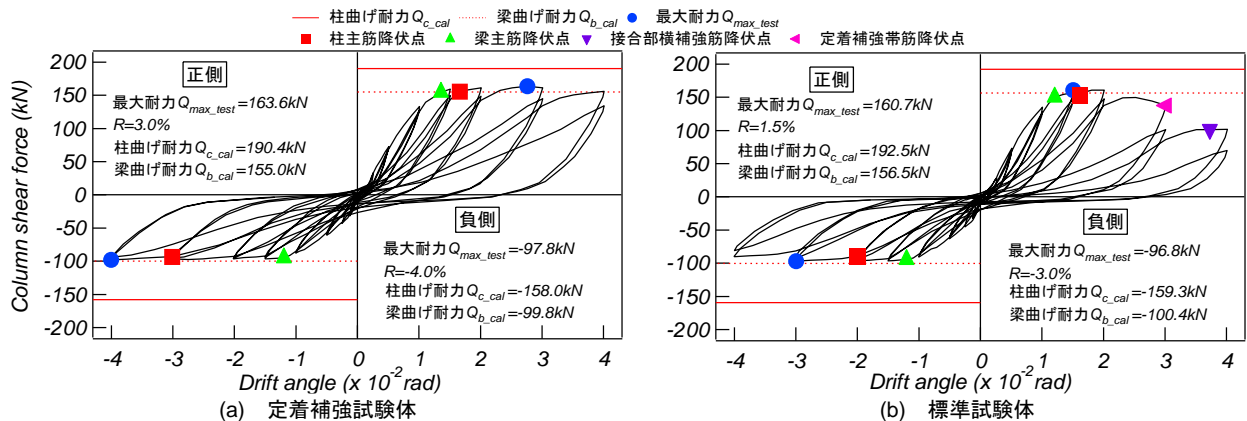 柱曲げ耐力Qc_cal 梁曲げ耐力Qb_cal 最大耐力Qmax_test
柱主筋降伏点 梁主筋降伏点 接合部横補強筋降伏点 定着補強帯筋降伏点
Column shear force (kN)
200
150
100
50
0
-50
-100
-150
-200
正側
最大耐力Qmax_test=163.6kN
R=3.0%
柱曲げ耐力Qc_cal=190.4kN
梁曲げ耐力Qb_cal=155.0kN
負側
最大耐力Qmax_test=-97.8kN
R=-4.0%
柱曲げ耐力Qc_cal=-158.0kN
梁曲げ耐力Qb_cal=-99.8kN
-4 -3 -2 -1 0 1 2 3 4
Drift angle (x 10-2 rad)
(a) 定着補強試験体
200
150
100
50
0
-50
-100
-150
-200
正側
最大耐力Qmax_test=160.7kN
R=1.5%
柱曲げ耐力Qc_cal=192.5kN
梁曲げ耐力Qb_cal=156.5kN
負側
最大耐力Qmax_test=-96.8kN
R=-3.0%
柱曲げ耐力Qc_cal=-159.3kN
梁曲げ耐力Qb_cal=-100.4kN
-4 -3 -2 -1 0 1 2 3 4
Drift angle (x 10-2 rad)
(b) 標準試験体